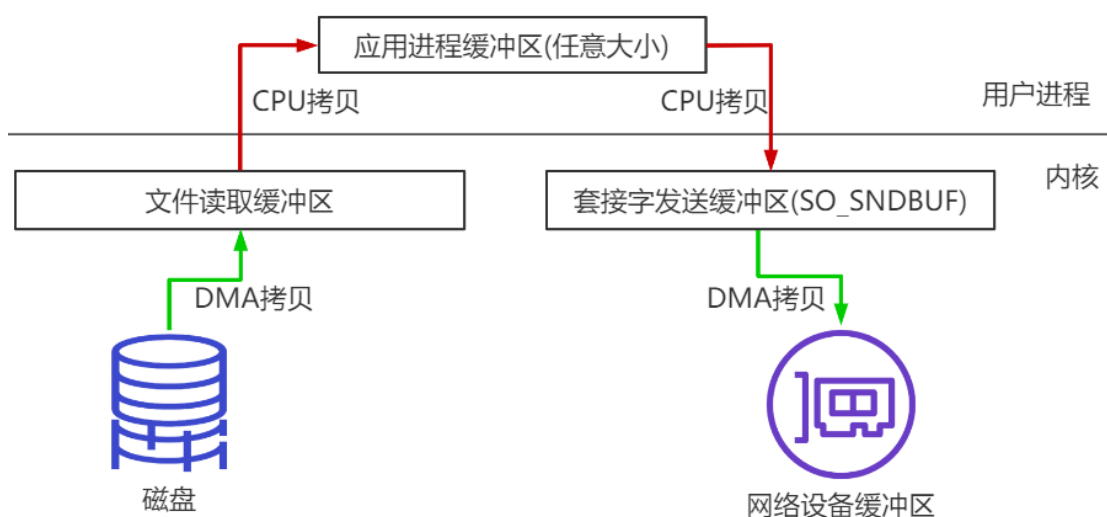 应用进程缓冲区(任意大小)
CPU拷贝
CPU拷贝
用户进程
内核
文件读取缓冲区
套接字发送缓冲区(SO_SNDBUF)
DMA拷贝
DMA拷贝
磁盘
网络设备缓冲区